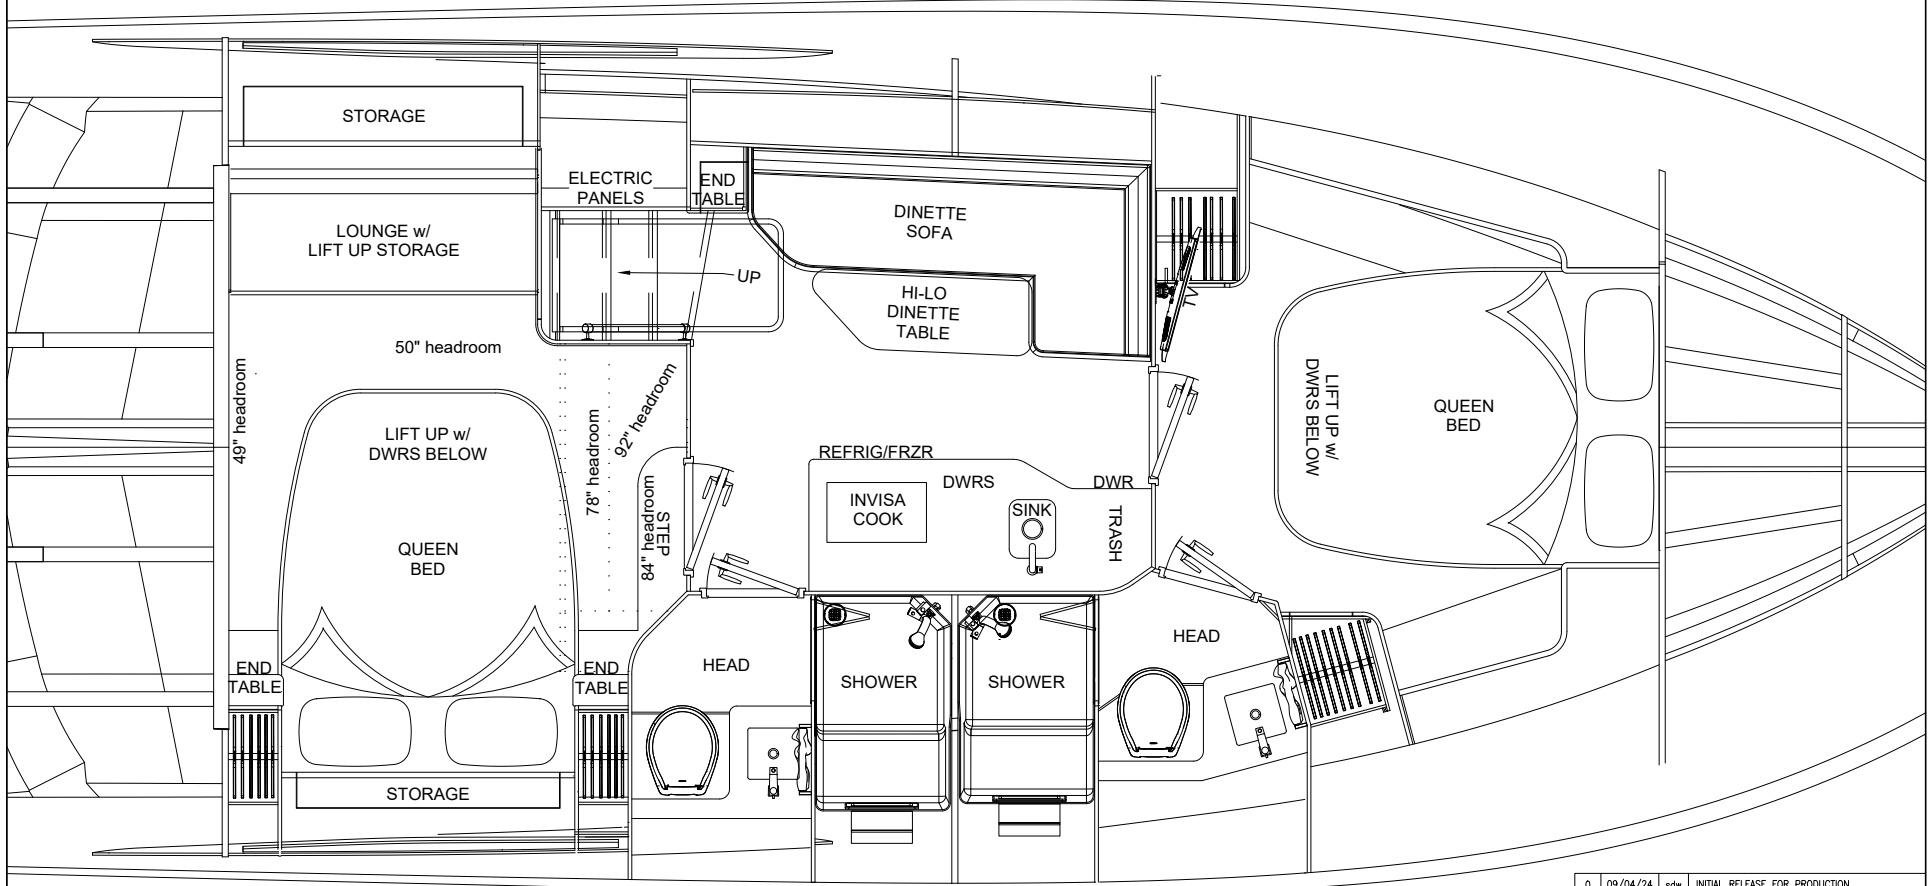 STORAGE
ELECTRIC
PANELS
END
TABLE
DINETTE
SOFA
LOUNGE w/
LIFT UP STORAGE
UP
HI-LO
DINETTE
TABLE
TV
50" headroom
49" headroom
LIFT UP w/
DWRS BELOW
78" headroom
92" headroom
84" headroom
STEP
QUEEN
BED
REFRIG/FRZR
DWRS
DWR
INVISA
COOK
SINK
TRASH
LIFT UP w/
DWRS BELOW
QUEEN
BED
END
TABLE
END
TABLE
HEAD
SHOWER
SHOWER
HEAD
STORAGE
0 09/04/24 sdw INITIAL RELEASE FOR PRODUCTION